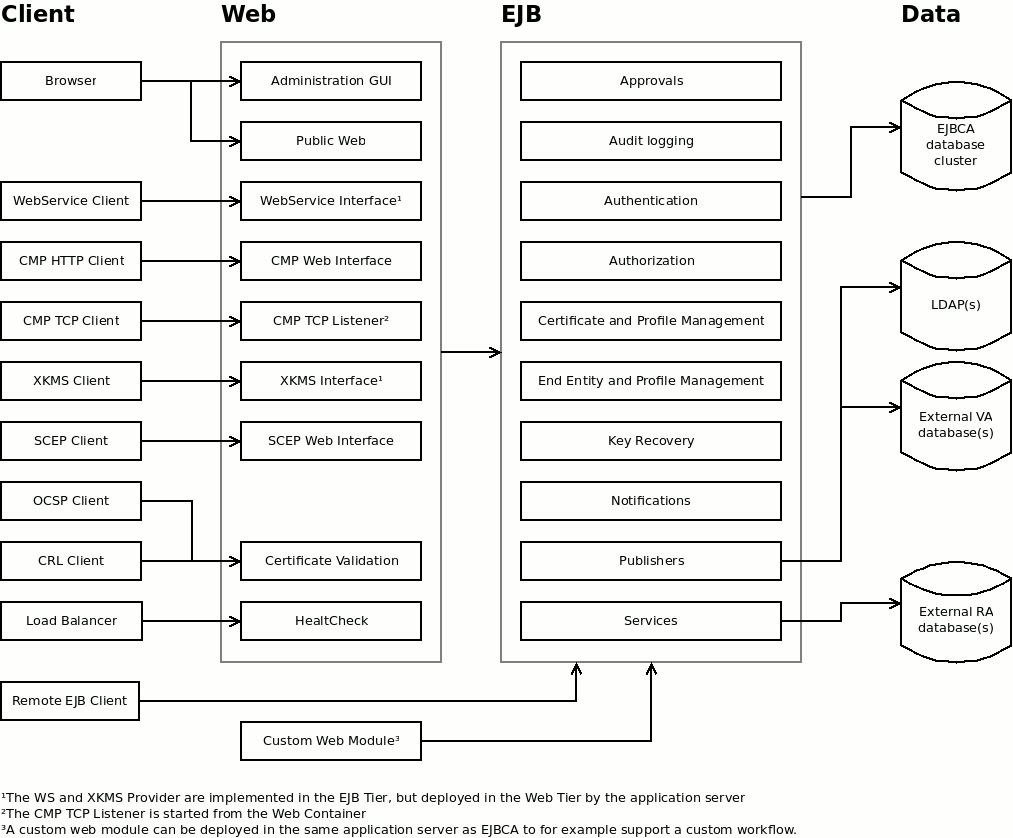 Client
Web
EJB
Data
Browser
Administration GUI
Approvals
Public Web
Audit logging
EJBCA
database
cluster
WebService Client
WebService Interface¹
Authentication
CMP HTTP Client
CMP Web Interface
Authorization
LDAP(s)
CMP TCP Client
CMP TCP Listener²
Certificate and Profile Management
XKMS Client
XKMS Interface¹
End Entity and Profile Management
External VA
database(s)
SCEP Client
SCEP Web Interface
Key Recovery
OCSP Client
Notifications
CRL Client
Certificate Validation
Publishers
Load Balancer
HealtCheck
Services
External RA
database(s)
Remote EJB Client
Custom Web Module³
¹The WS and XKMS Provider are implemented in the EJB Tier, but deployed in the Web Tier by the application server
²The CMP TCP Listener is started from the Web Container
³A custom web module can be deployed in the same application server as EJBCA to for example support a custom workflow.